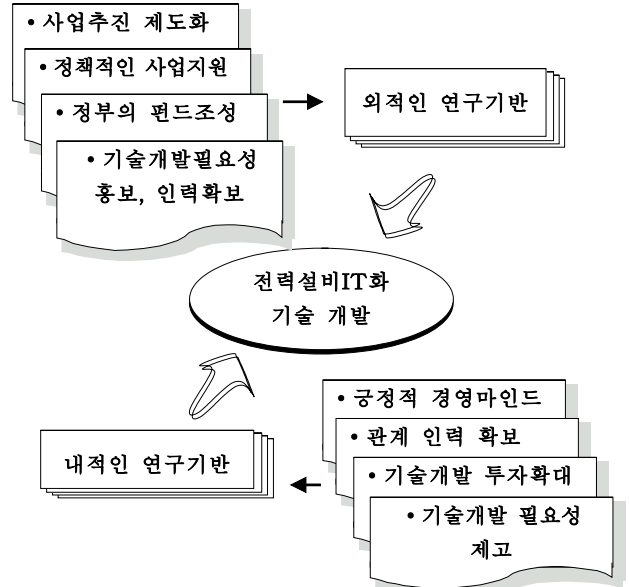 • 사업추진 제도화
• 정책적인 사업지원
• 정부의 펀드조성
• 기술개발필요성
홍보, 인력확보
외적인 연구기반
전력설비IT화
기술 개발
내적인 연구기반
• 긍정적 경영마인드
• 관계 인력 확보
• 기술개발 투자확대
• 기술개발 필요성
제고